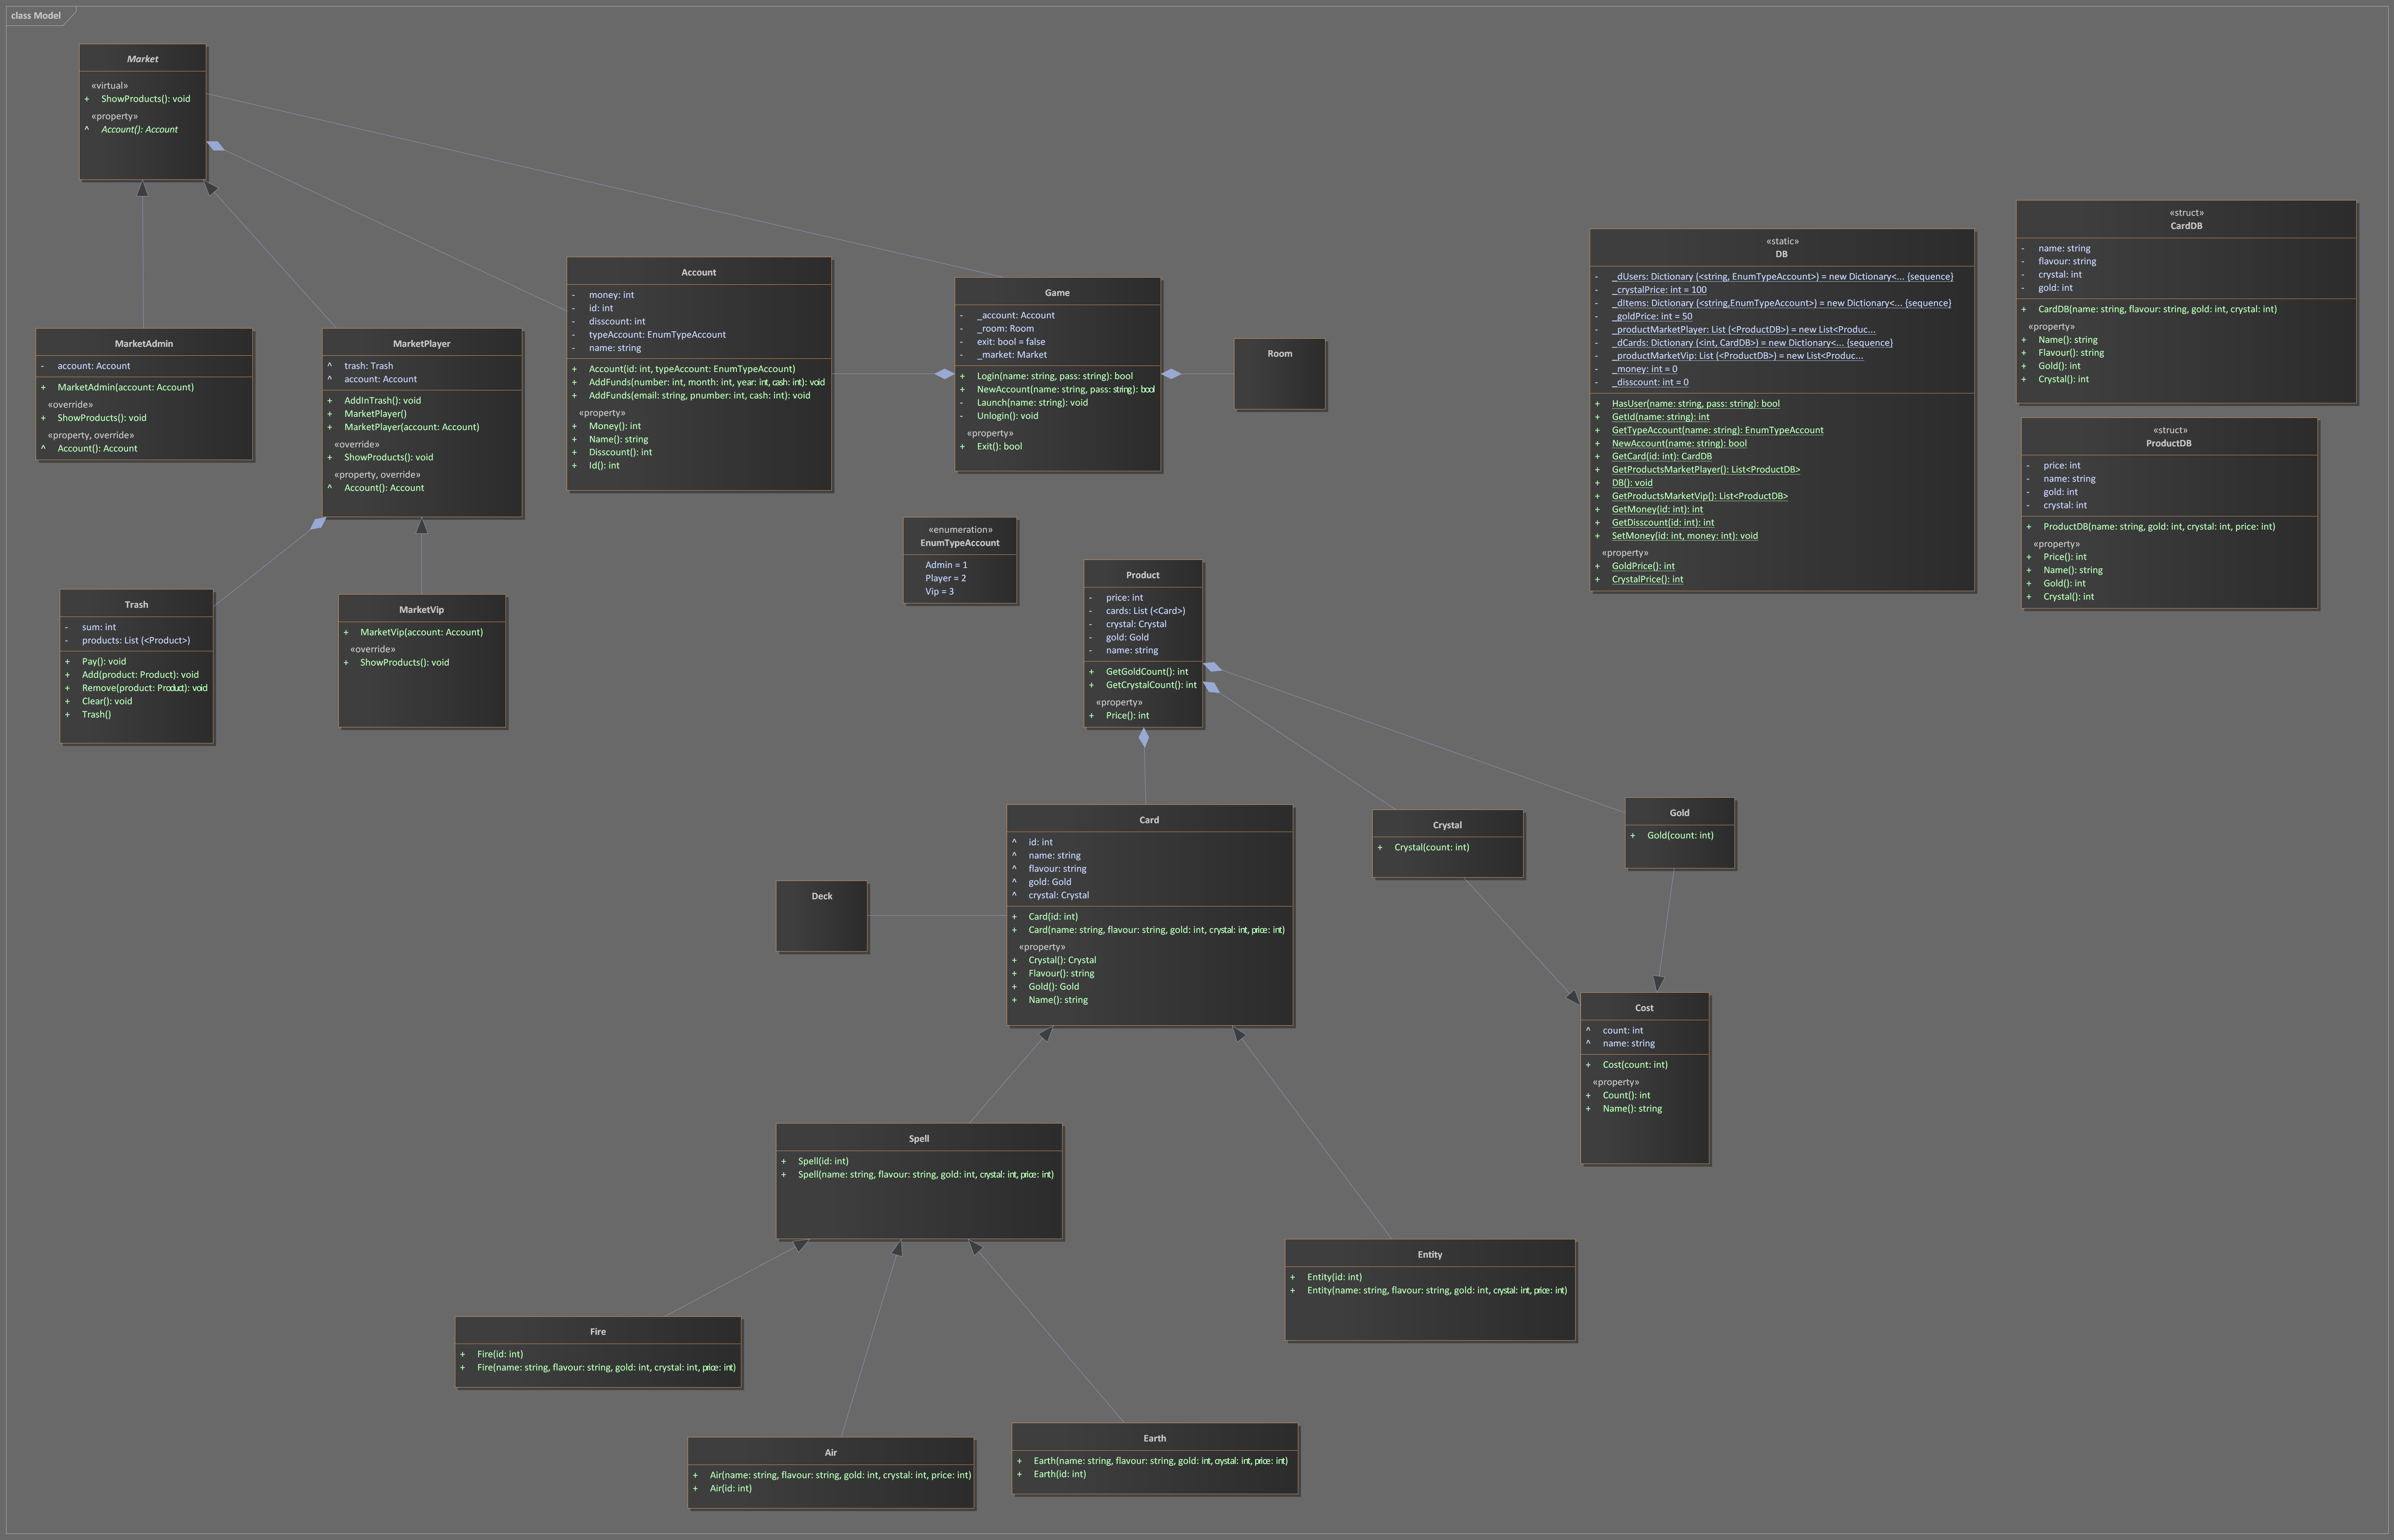 class Model
Market
«virtual»
+ ShowProducts(): void
«property»
^ Account(): Account
MarketAdmin
- account: Account
+ MarketAdmin(account: Account)
«override»
+ ShowProducts(): void
«property, override»
^ Account(): Account
MarketPlayer
^ trash: Trash
^ account: Account
+ AddInTrash(): void
+ MarketPlayer()
+ MarketPlayer(account: Account)
«override»
+ ShowProducts(): void
«property, override»
^ Account(): Account
Account
- money: int
- id: int
- disscount: int
- typeAccount: EnumTypeAccount
- name: string
+ Account(id: int, typeAccount: EnumTypeAccount)
+ AddFunds(number: int, month: int, year: int, cash: int): void
+ AddFunds(email: string, pnumber: int, cash: int): void
«property»
+ Money(): int
+ Name(): string
+ Disscount(): int
+ Id(): int
Game
- _account: Account
- _room: Room
- exit: bool = false
- _market: Market
+ Login(name: string, pass: string): bool
+ NewAccount(name: string, pass: string): bool
- Launch(name: string): void
- Unlogin(): void
«property»
+ Exit(): bool
Room
«static»
DB
- _dUsers: Dictionary (<string, EnumTypeAccount>) = new Dictionary<... {sequence}
- _crystalPrice: int = 100
- _dItems: Dictionary (<string,EnumTypeAccount>) = new Dictionary<... {sequence}
- _goldPrice: int = 50
- _productMarketPlayer: List (<ProductDB>) = new List<Produc...
- _dCards: Dictionary (<int, CardDB>) = new Dictionary<... {sequence}
- _productMarketVip: List (<ProductDB>) = new List<Produc...
- _money: int = 0
- _disscount: int = 0
+ HasUser(name: string, pass: string): bool
+ GetId(name: string): int
+ GetTypeAccount(name: string): EnumTypeAccount
+ NewAccount(name: string): bool
+ GetCard(id: int): CardDB
+ GetProductsMarketPlayer(): List<ProductDB>
+ DB(): void
+ GetProductsMarketVip(): List<ProductDB>
+ GetMoney(id: int): int
+ GetDisscount(id: int): int
+ SetMoney(id: int, money: int): void
«property»
+ GoldPrice(): int
+ CrystalPrice(): int
«struct»
CardDB
- name: string
- flavour: string
- crystal: int
- gold: int
+ CardDB(name: string, flavour: string, gold: int, crystal: int)
«property»
+ Name(): string
+ Flavour(): string
+ Gold(): int
+ Crystal(): int
«struct»
ProductDB
- price: int
- name: string
- gold: int
- crystal: int
+ ProductDB(name: string, gold: int, crystal: int, price: int)
«property»
+ Price(): int
+ Name(): string
+ Gold(): int
+ Crystal(): int
«enumeration»
EnumTypeAccount
Admin = 1
Player = 2
Vip = 3
Trash
- sum: int
- products: List (<Product>)
+ Pay(): void
+ Add(product: Product): void
+ Remove(product: Product): void
+ Clear(): void
+ Trash()
MarketVip
+ MarketVip(account: Account)
«override»
+ ShowProducts(): void
Product
- price: int
- cards: List (<Card>)
- crystal: Crystal
- gold: Gold
- name: string
+ GetGoldCount(): int
+ GetCrystalCount(): int
«property»
+ Price(): int
Card
^ id: int
^ name: string
^ flavour: string
^ gold: Gold
^ crystal: Crystal
+ Card(id: int)
+ Card(name: string, flavour: string, gold: int, crystal: int, price: int)
«property»
+ Crystal(): Crystal
+ Flavour(): string
+ Gold(): Gold
+ Name(): string
Crystal
+ Crystal(count: int)
Gold
+ Gold(count: int)
Deck
Cost
^ count: int
^ name: string
+ Cost(count: int)
«property»
+ Count(): int
+ Name(): string
Spell
+ Spell(id: int)
+ Spell(name: string, flavour: string, gold: int, crystal: int, price: int)
Entity
+ Entity(id: int)
+ Entity(name: string, flavour: string, gold: int, crystal: int, price: int)
Fire
+ Fire(id: int)
+ Fire(name: string, flavour: string, gold: int, crystal: int, price: int)
Air
+ Air(name: string, flavour: string, gold: int, crystal: int, price: int)
+ Air(id: int)
Earth
+ Earth(name: string, flavour: string, gold: int, crystal: int, price: int)
+ Earth(id: int)